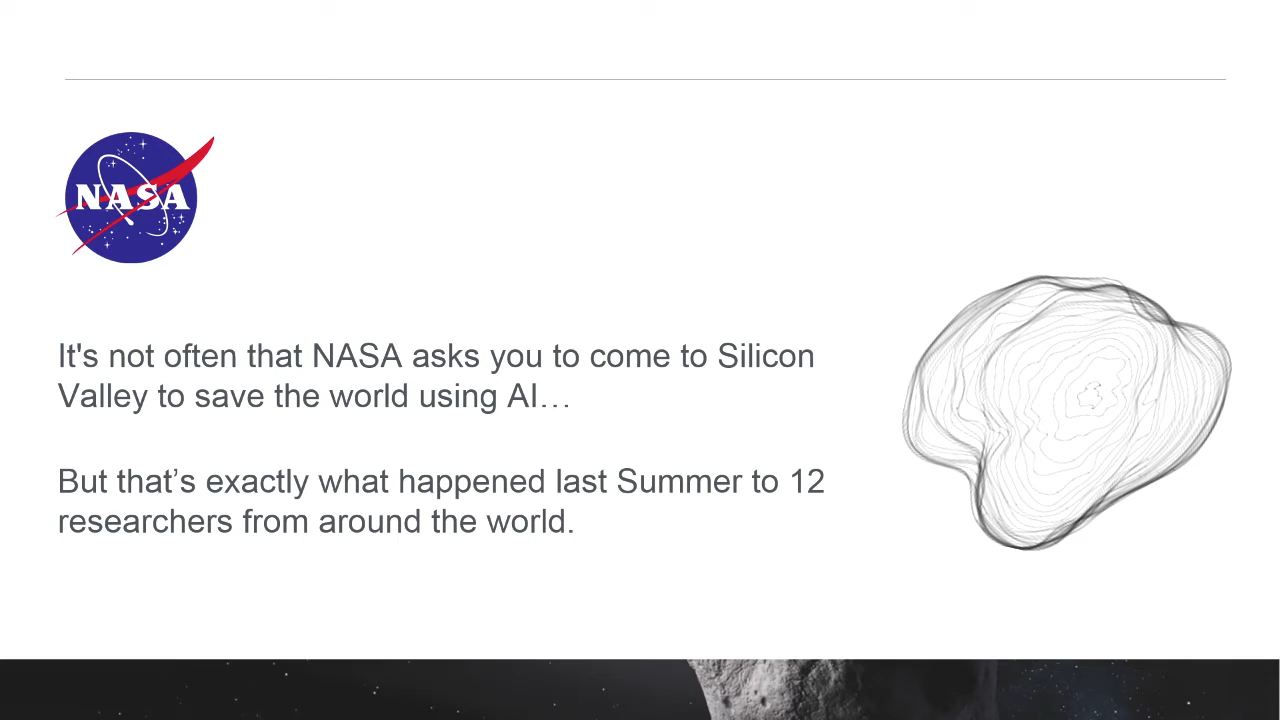 NASA
It's not often that NASA asks you to come to Silicon
Valley to save the world using AI…
But that’s exactly what happened last Summer to 12
researchers from around the world.